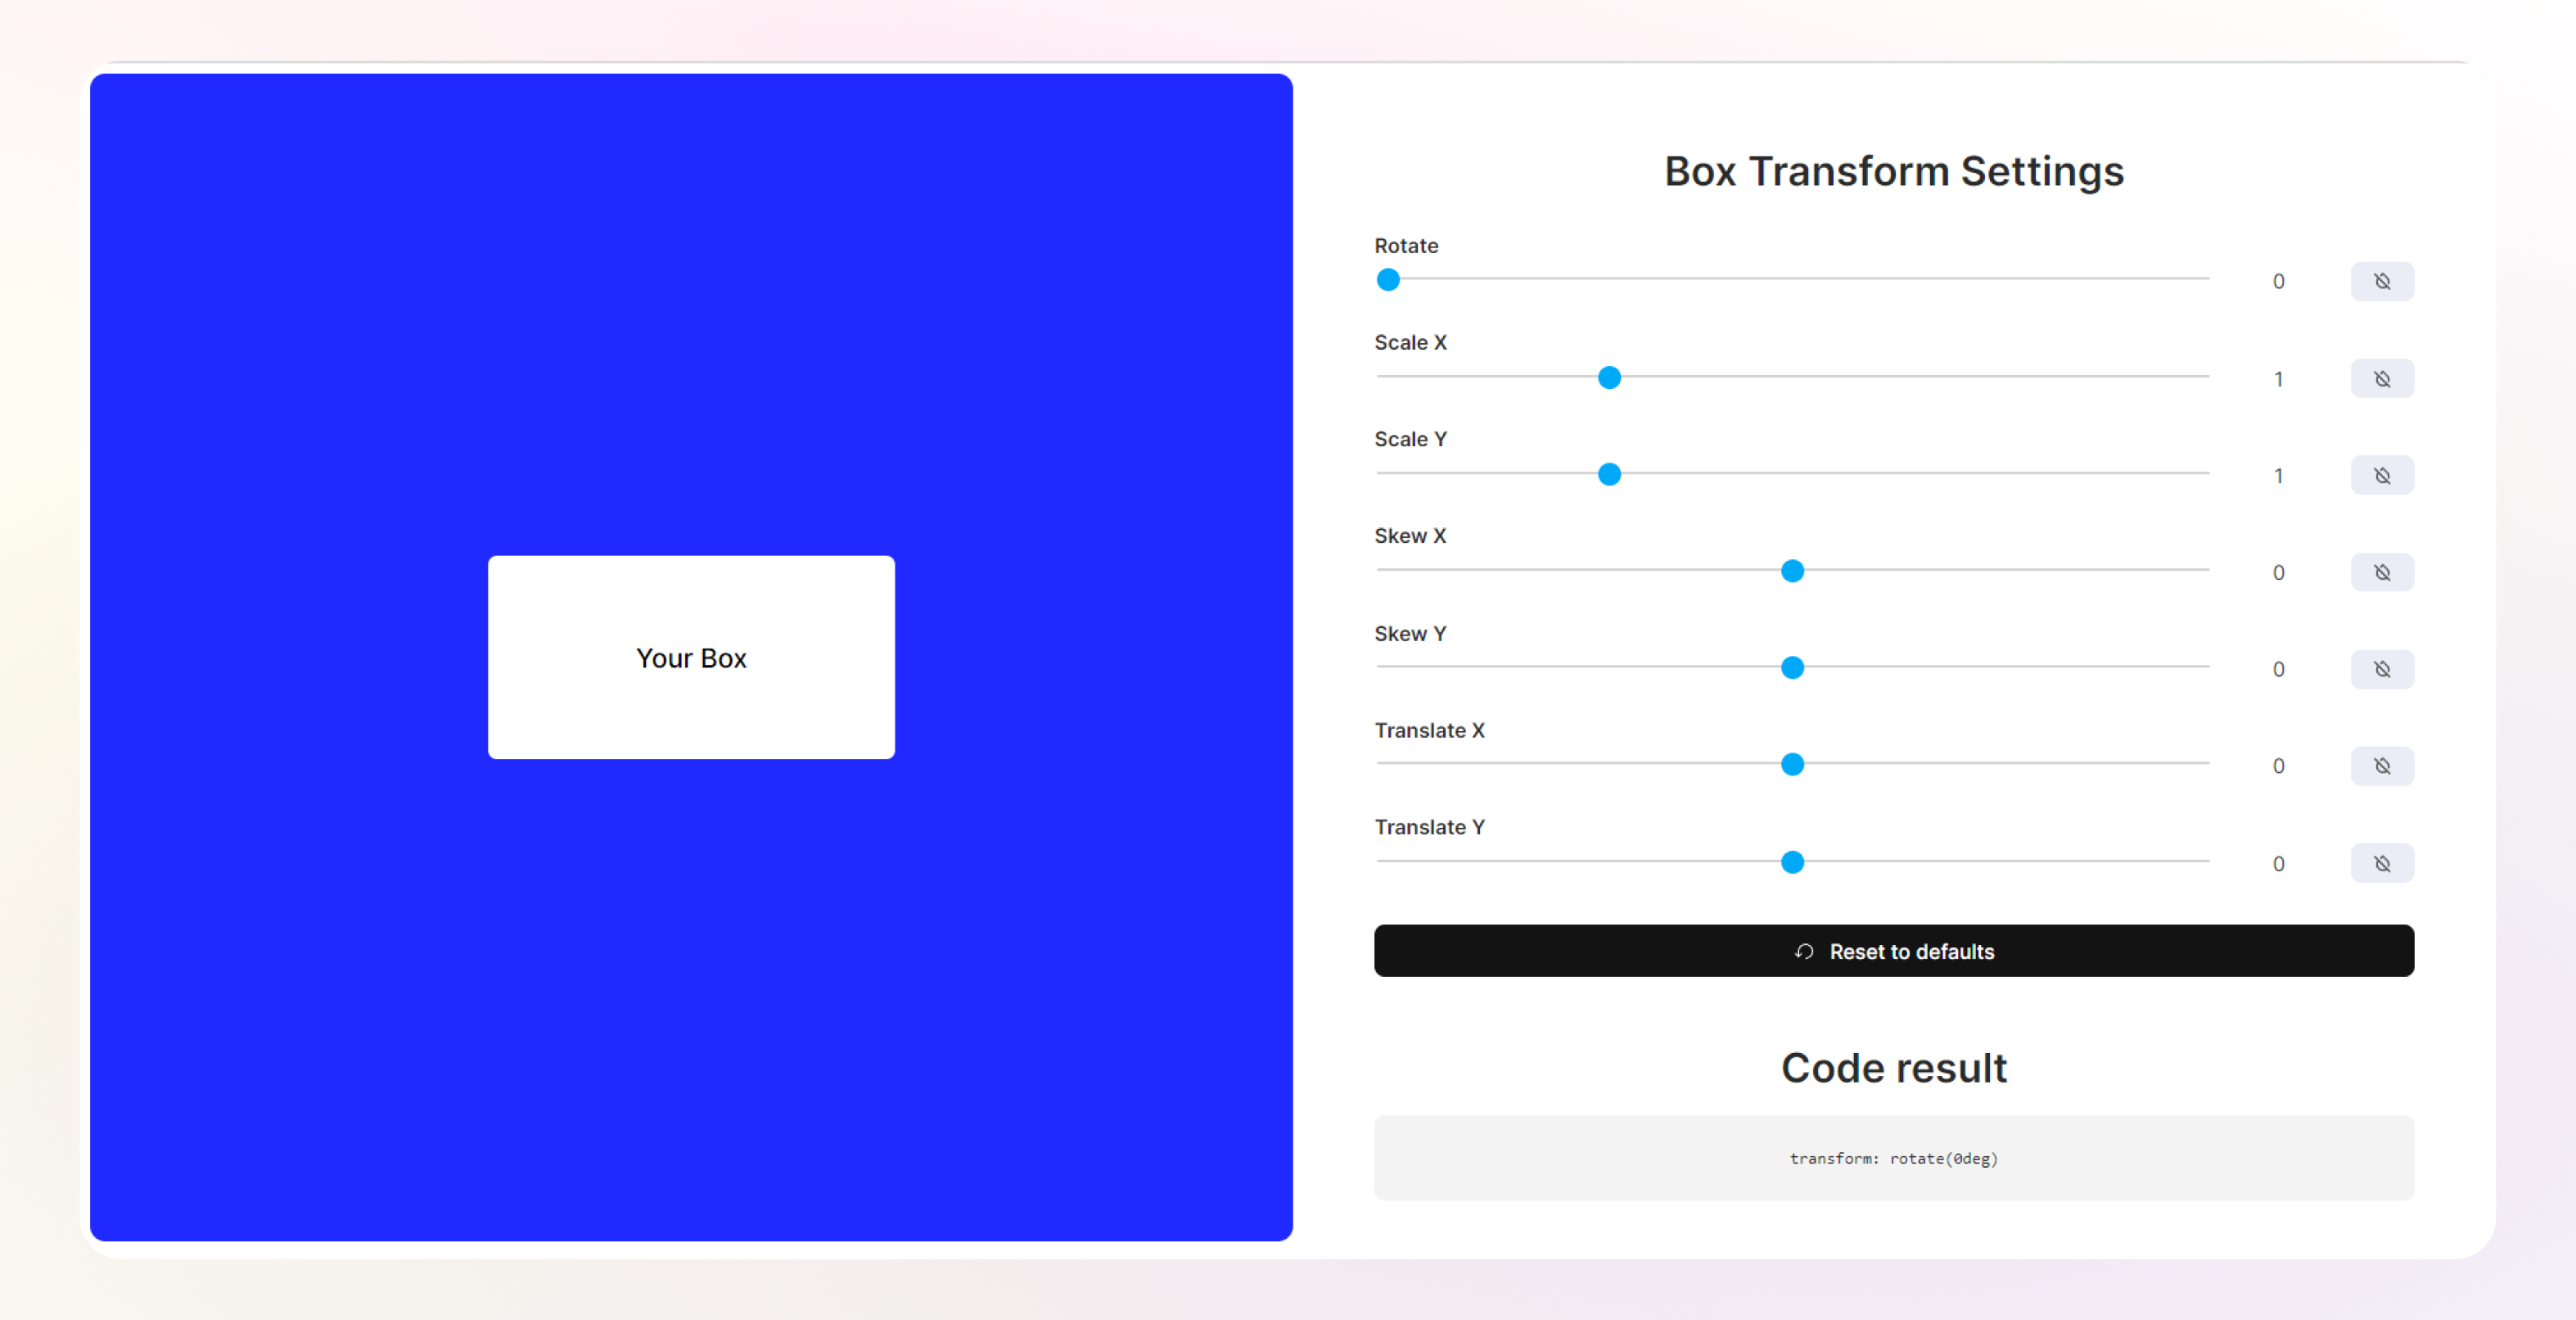 Your Box
Box Transform Settings
Rotate
0
Scale X
1
Scale Y
1
Skew X
0
Skew Y
0
Translate X
0
Translate Y
0
Reset to defaults
Code result
transform: rotate(0deg)